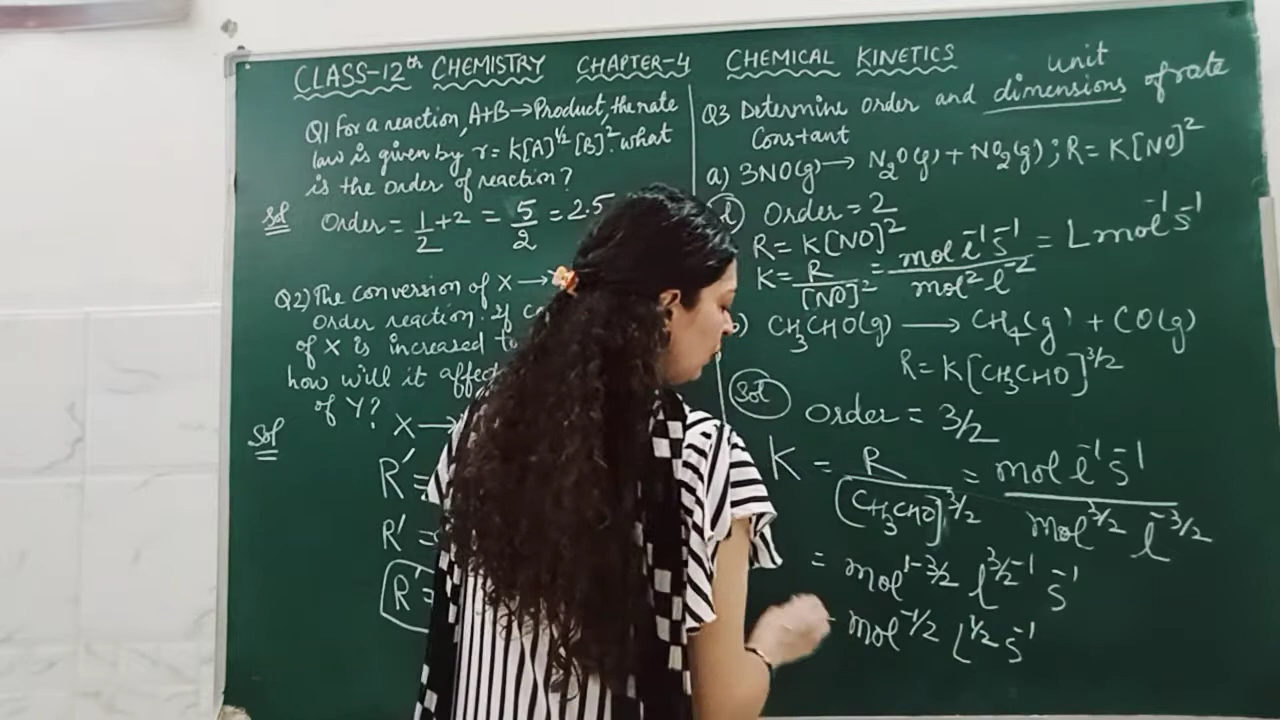 CLASS-12th CHEMISTRY CHAPTER-4 CHEMICAL KINETICS
Q1 For a reaction, A+B→Product, the rate
law is given by r=K[A]^1/2 [B]^2. what
is the order of reaction?
Sol Order = 1/2 + 2 = 5/2 = 2.5
Q2) The conversion of X→
Order reaction. If
of X is increased to
how will it affect
of Y?
Sol X→
R′=
R′=
R′=
unit
Q3 Determine order and dimensions of rate
Constant
a) 3NO(g)→ N₂O(g)+NO₂(g); R=K[NO]²
Order=2
R=K[NO]²
K= R/[NO]² = mol l⁻¹ s⁻¹ / mol² l⁻² = L mol⁻¹ s⁻¹
) CH₃CHO(g) → CH₄(g) + CO(g)
R=K[CH₃CHO]^3/2
Sol Order = 3/2
K = R/[CH₃CHO]^3/2 = mol l⁻¹ s⁻¹ / mol^3/2 l^-3/2
= mol^1-3/2 l^3/2-1 s⁻¹
mol^-1/2 L^1/2 s⁻¹